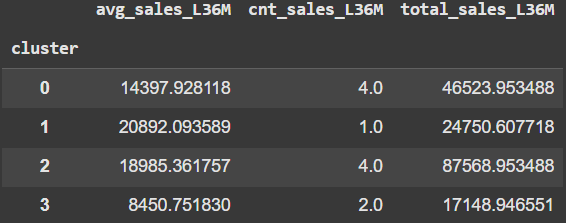 avg_sales_L36M cnt_sales_L36M total_sales_L36M
cluster
0 14397.928118 4.0 46523.953488
1 20892.093589 1.0 24750.607718
2 18985.361757 4.0 87568.953488
3 8450.751830 2.0 17148.946551